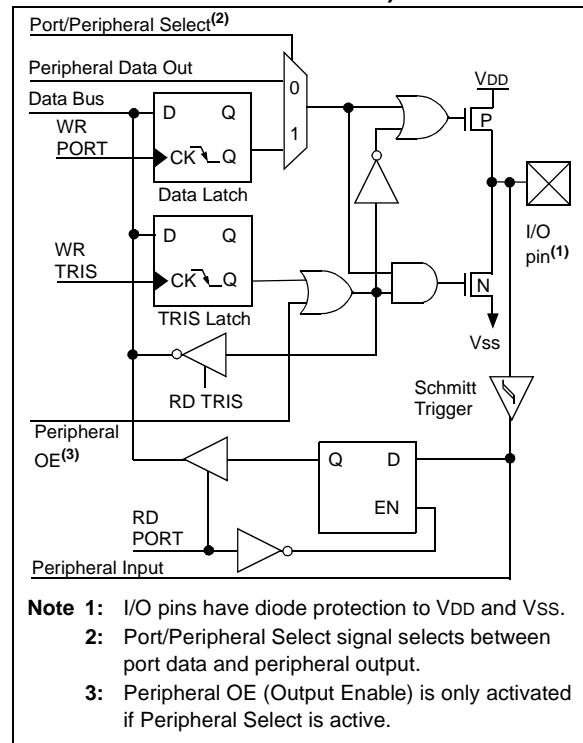 Port/Peripheral Select(2)
Peripheral Data Out
Data Bus
WR
PORT
D Q
CK Q
Data Latch
0
1
VDD
P
I/O
pin(1)
WR
TRIS
D Q
CK Q
TRIS Latch
N
VSS
RD TRIS
Schmitt
Trigger
Peripheral
OE(3)
Q D
EN
RD
PORT
Peripheral Input
Note 1: I/O pins have diode protection to VDD and VSS.
2: Port/Peripheral Select signal selects between
port data and peripheral output.
3: Peripheral OE (Output Enable) is only activated
if Peripheral Select is active.